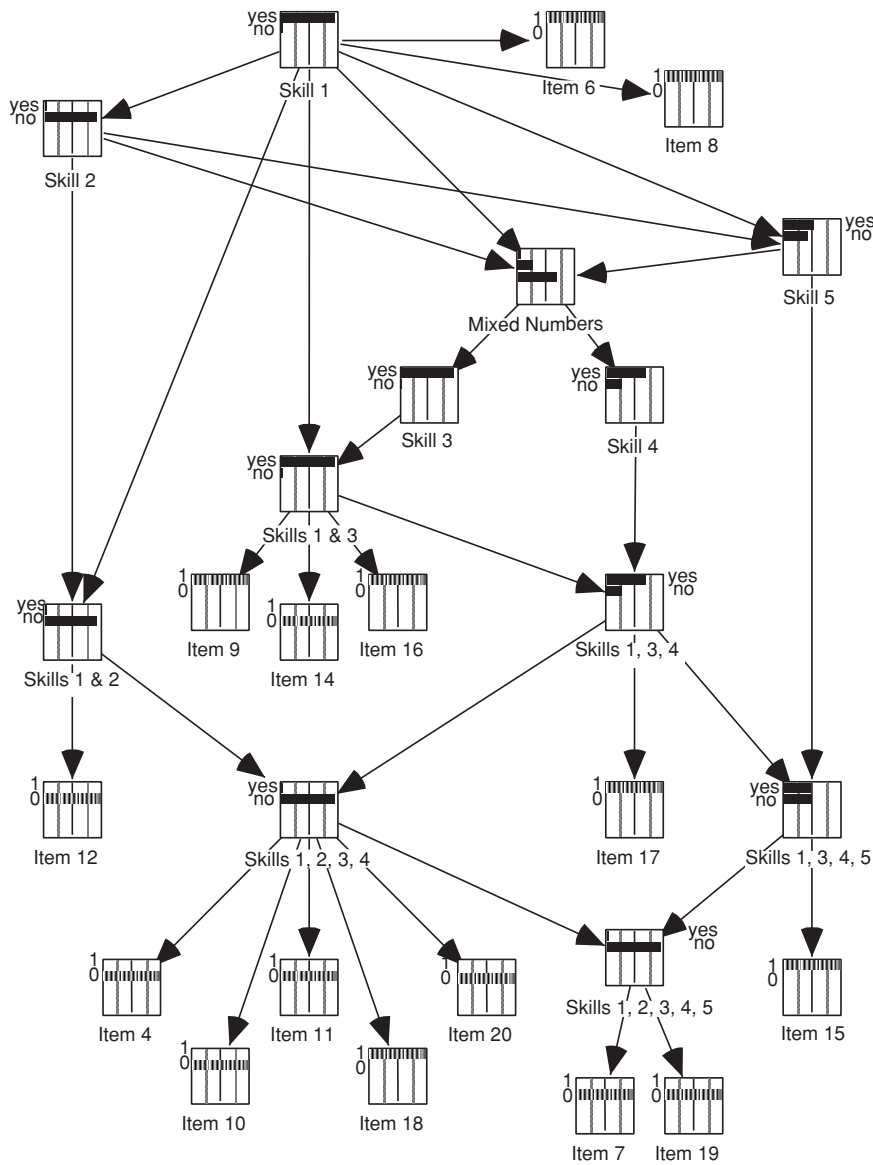 yes
no
Skill 1
1
0
Item 6
1
0
Item 8
yes
no
Skill 2
yes
no
Skill 5
Mixed Numbers
yes
no
Skill 3
yes
no
Skill 4
yes
no
Skills 1 & 3
1
0
Item 9
1
0
Item 14
1
0
Item 16
yes
no
Skills 1, 3, 4
yes
no
Skills 1 & 2
1
0
Item 12
yes
no
Skills 1, 2, 3, 4
1
0
Item 17
yes
no
Skills 1, 3, 4, 5
1
0
Item 4
1
0
Item 10
1
0
Item 11
1
0
Item 18
1
0
Item 20
yes
no
Skills 1, 2, 3, 4, 5
1
0
Item 15
1
0
Item 7
1
0
Item 19